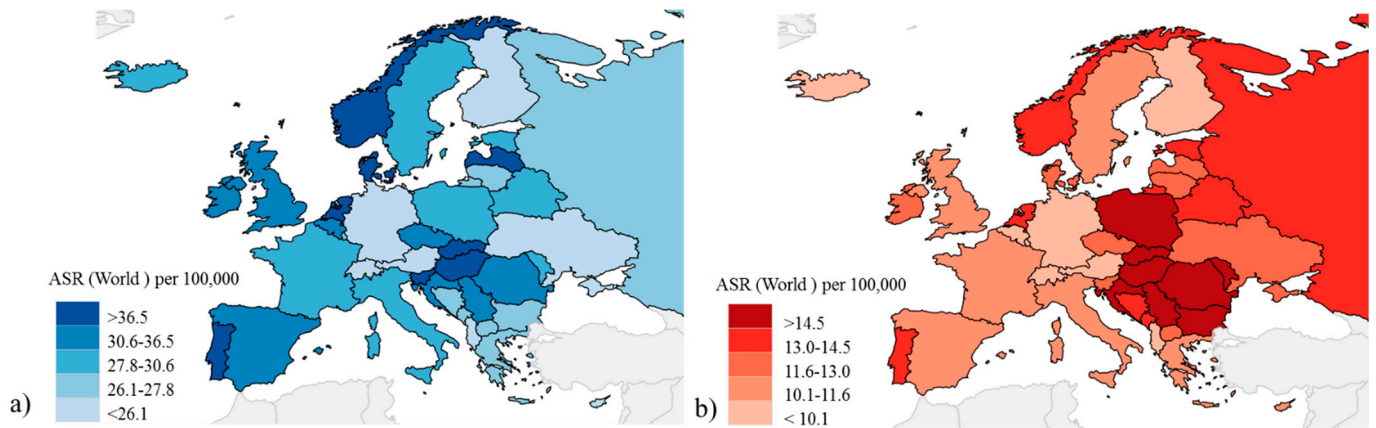 ASR (World ) per 100,000
>36.5
30.6-36.5
27.8-30.6
26.1-27.8
<26.1
a)
ASR (World ) per 100,000
>14.5
13.0-14.5
11.6-13.0
10.1-11.6
< 10.1
b)